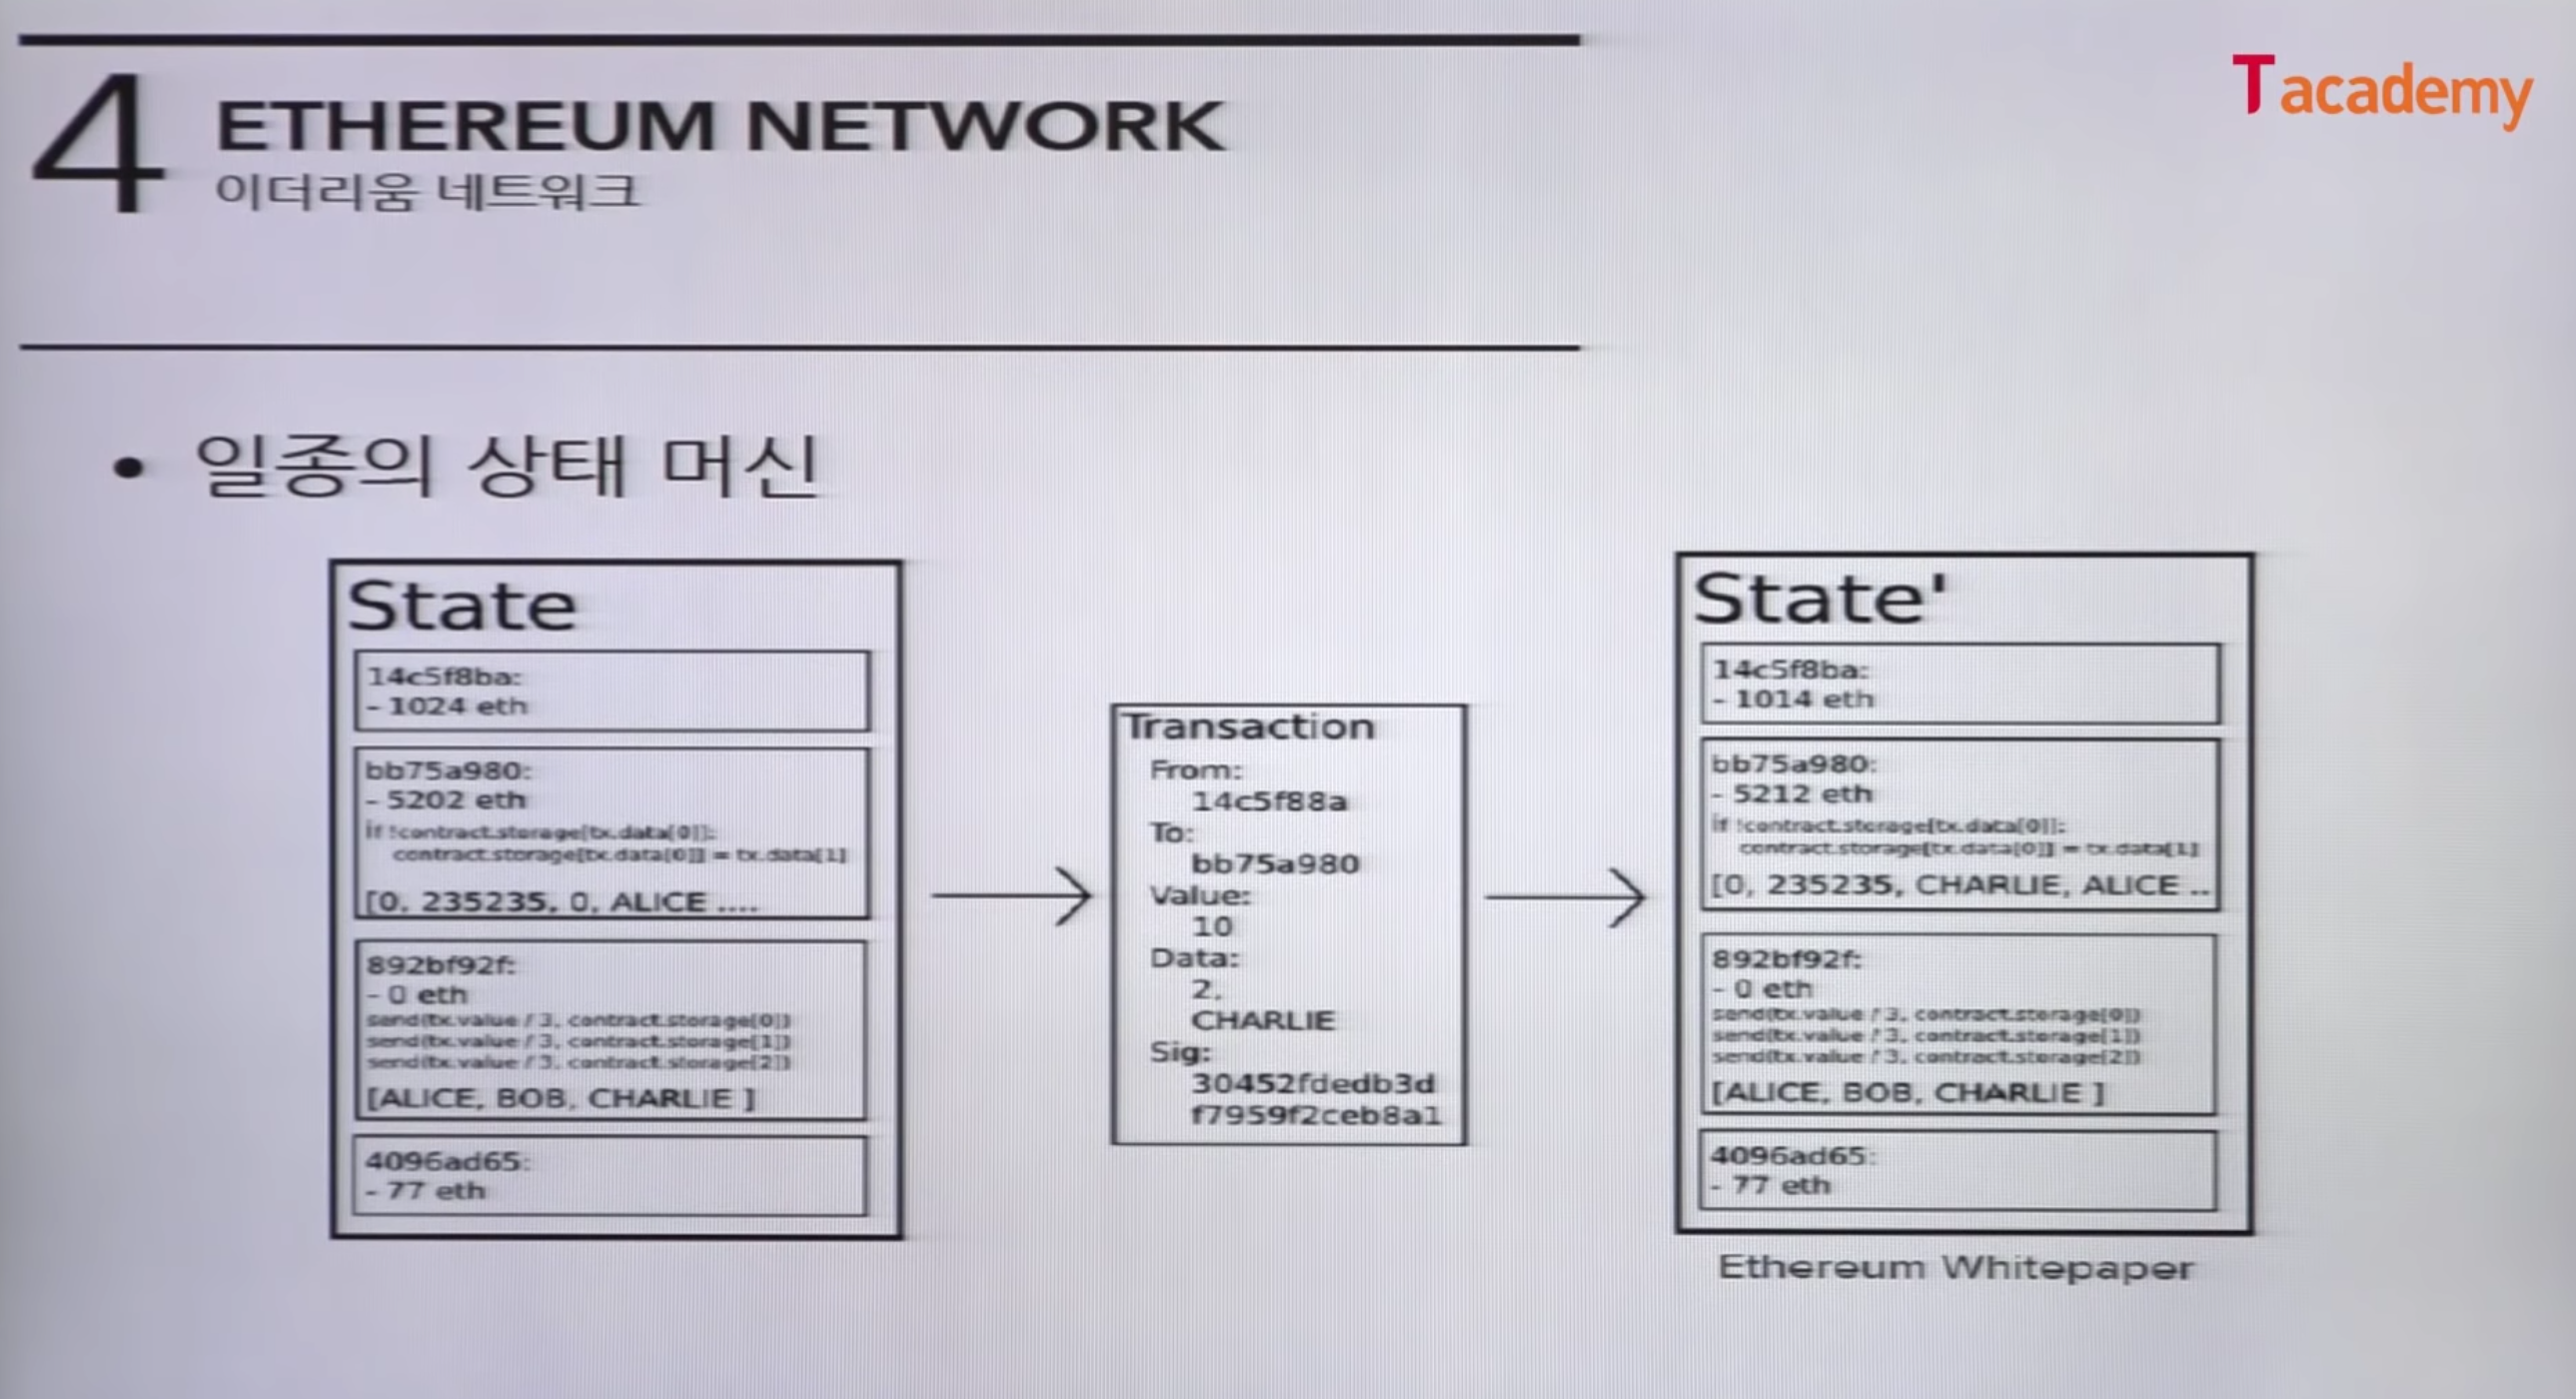 4 ETHEREUM NETWORK
이더리움 네트워크
T academy
• 일종의 상태 머신
State
14c5f8ba:
- 1024 eth
bb75a980:
- 5202 eth
if !contract.storage[tx.data[0]]:
contract.storage[tx.data[0]] = tx.data[1]
[0, 235235, 0, ALICE ....
892bf92f:
- 0 eth
send(tx.value / 3, contract.storage[0])
send(tx.value / 3, contract.storage[1])
send(tx.value / 3, contract.storage[2])
[ALICE, BOB, CHARLIE ]
4096ad65:
- 77 eth
Transaction
From:
14c5f88a
To:
bb75a980
Value:
10
Data:
2,
CHARLIE
Sig:
30452fdedb3d
f7959f2ceb8a1
State'
14c5f8ba:
- 1014 eth
bb75a980:
- 5212 eth
if !contract.storage[tx.data[0]]:
contract.storage[tx.data[0]] = tx.data[1]
[0, 235235, CHARLIE, ALICE ..
892bf92f:
- 0 eth
send(tx.value / 3, contract.storage[0])
send(tx.value / 3, contract.storage[1])
send(tx.value / 3, contract.storage[2])
[ALICE, BOB, CHARLIE ]
4096ad65:
- 77 eth
Ethereum Whitepaper